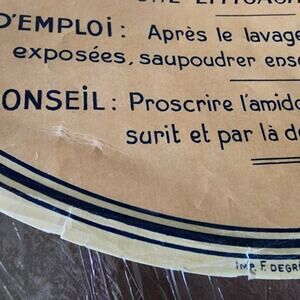 D'EMPLOI: Après le lavage
exposées, saupoudrer ens
ONSEIL: Proscrire l'amido
surit et par là d
IMP. F. DEGR